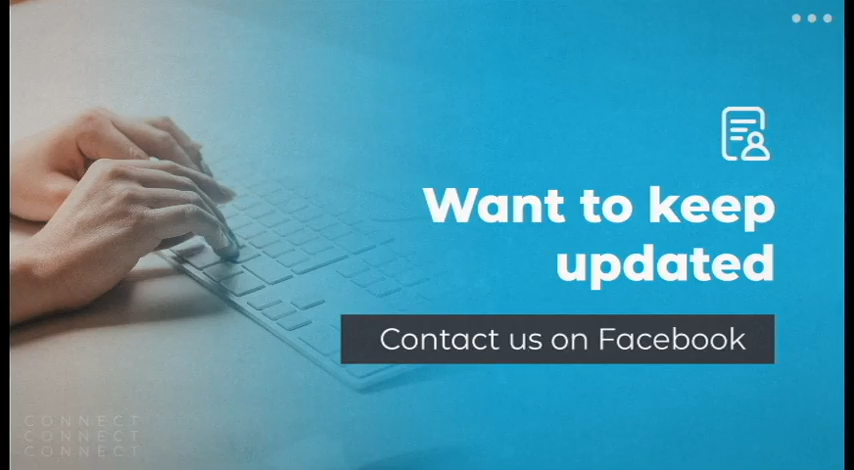 Want to keep
updated
Contact us on Facebook
CONNECT
CONNECT
CONNECT